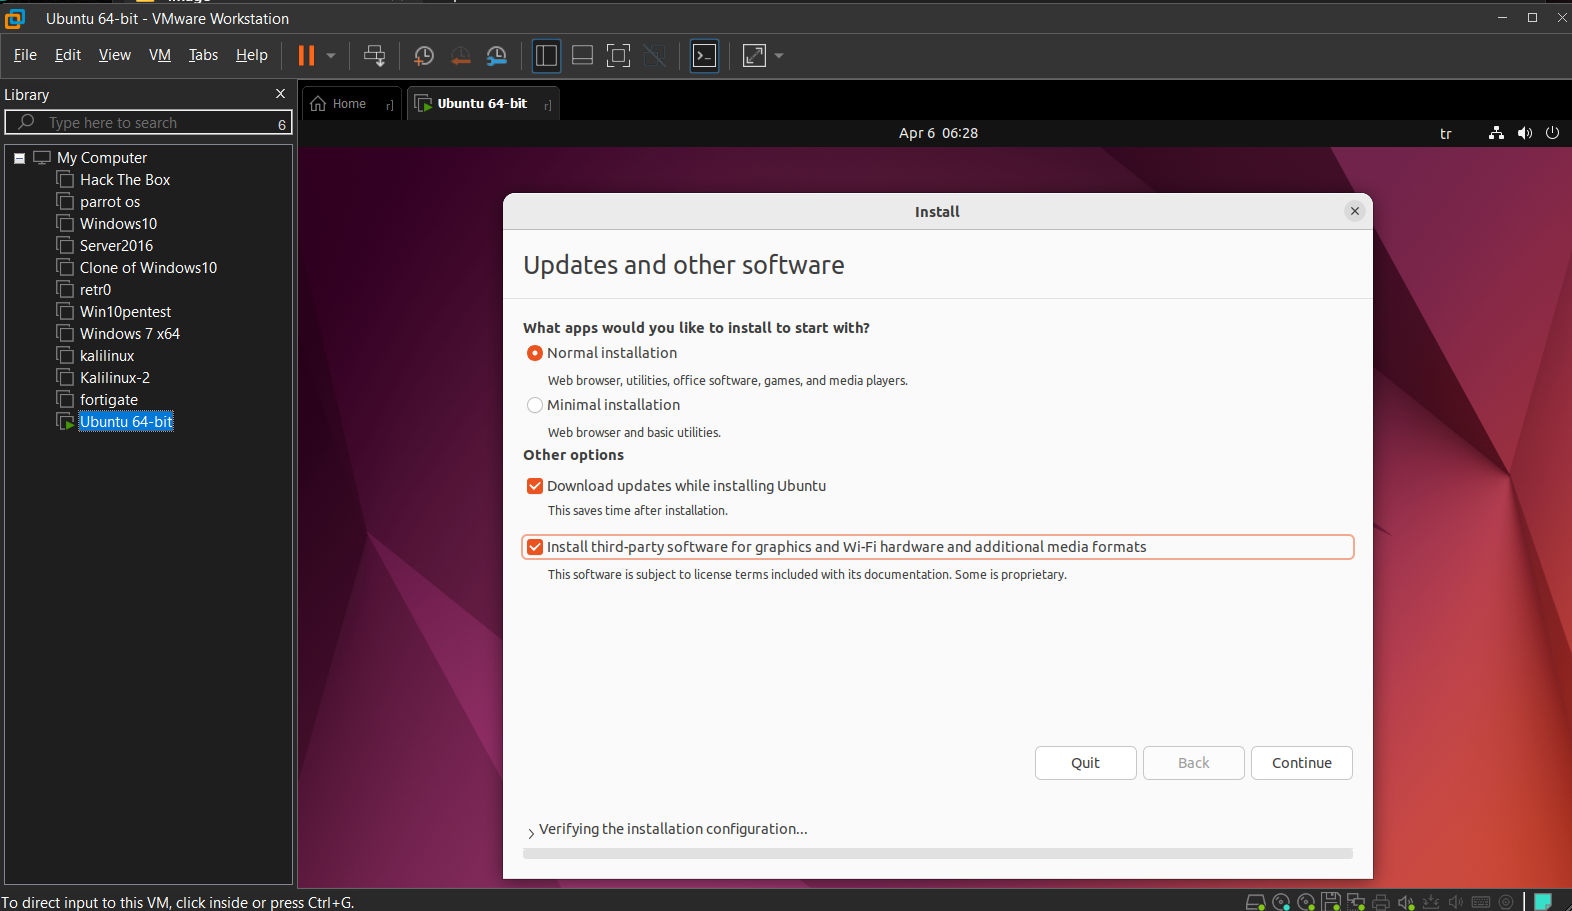 Ubuntu 64-bit - VMware Workstation
File Edit View VM Tabs Help
Library
Type here to search
Home
Ubuntu 64-bit
My Computer
Hack The Box
parrot os
Windows10
Server2016
Clone of Windows10
retr0
Win10pentest
Windows 7 x64
kalilinux
Kalilinux-2
fortigate
Ubuntu 64-bit
Apr 6 06:28
tr
Install
Updates and other software
What apps would you like to install to start with?
Normal installation
Web browser, utilities, office software, games, and media players.
Minimal installation
Web browser and basic utilities.
Other options
Download updates while installing Ubuntu
This saves time after installation.
Install third-party software for graphics and Wi-Fi hardware and additional media formats
This software is subject to license terms included with its documentation. Some is proprietary.
Quit
Back
Continue
Verifying the installation configuration...
To direct input to this VM, click inside or press Ctrl+G.